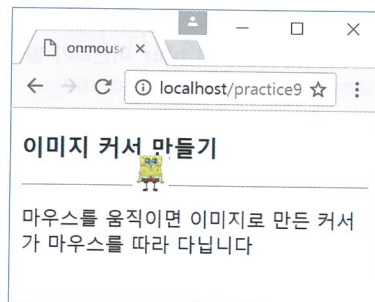 onmouse
localhost/practice9
이미지 커서 만들기
마우스를 움직이면 이미지로 만든 커서
가 마우스를 따라 다닙니다